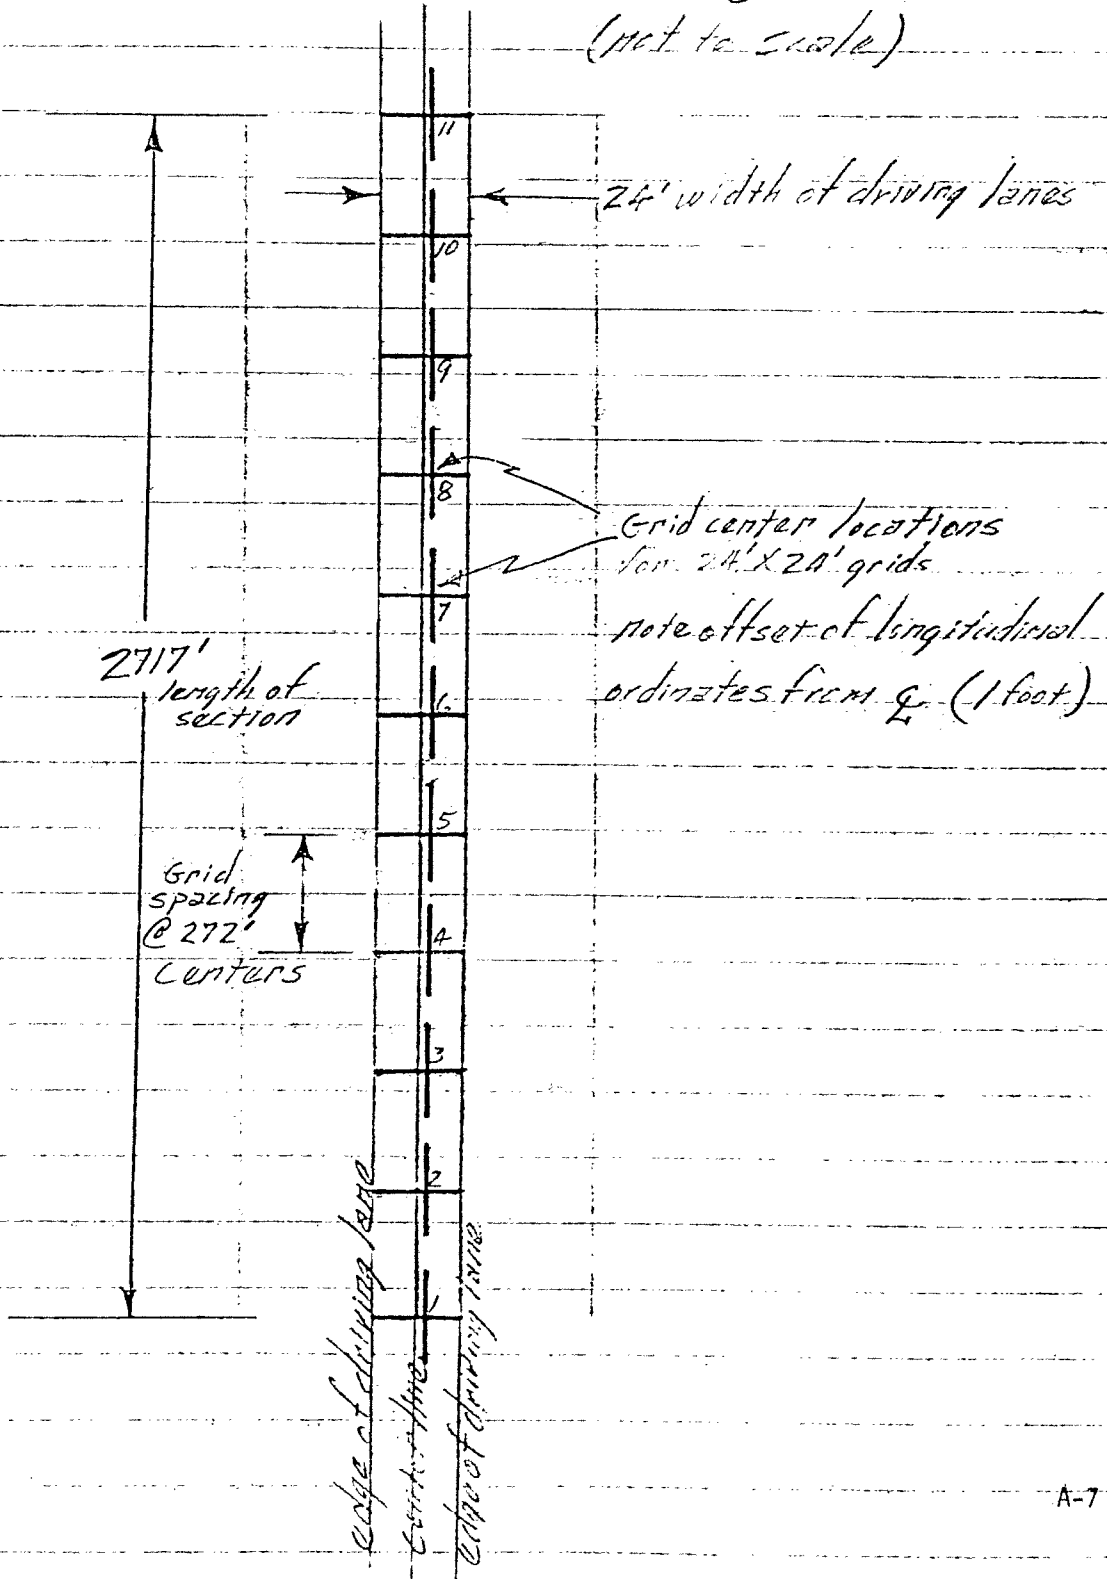 (not to scale)
11
24' width of driving lanes
10
9
8
Grid center locations
for 24' X 24' grids
7
note offset of longitudinal
2717'
length of
section
ordinates from ℄ (1 foot)
6
5
Grid
spacing
@ 272'
Centers
4
3
2
1
edge of driving lane
centerline
edge of driving lane
A-7